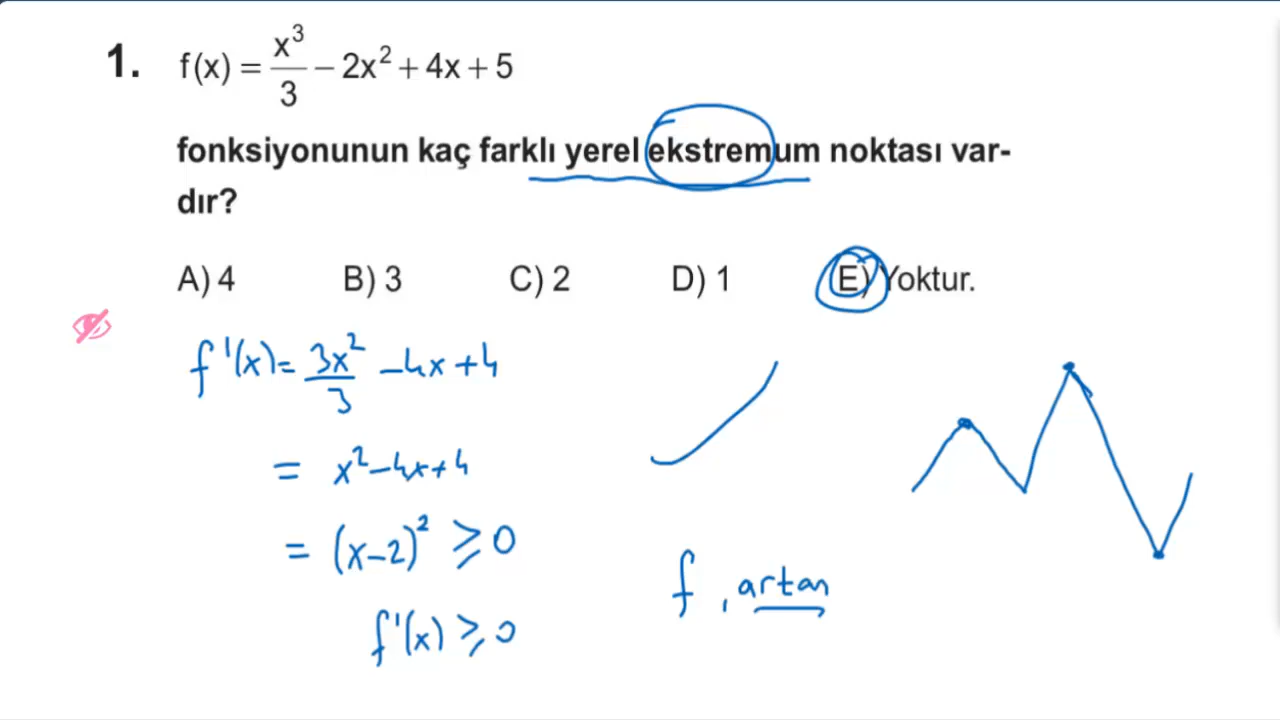 1. f(x) = x³/3 − 2x² + 4x + 5
fonksiyonunun kaç farklı yerel ekstremum noktası var-
dır?
A) 4 B) 3 C) 2 D) 1 E) Yoktur.
f'(x) = 3x²/3 − 4x + 4
= x² − 4x + 4
= (x − 2)² ⩾ 0
f, artan
f'(x) ⩾ 0